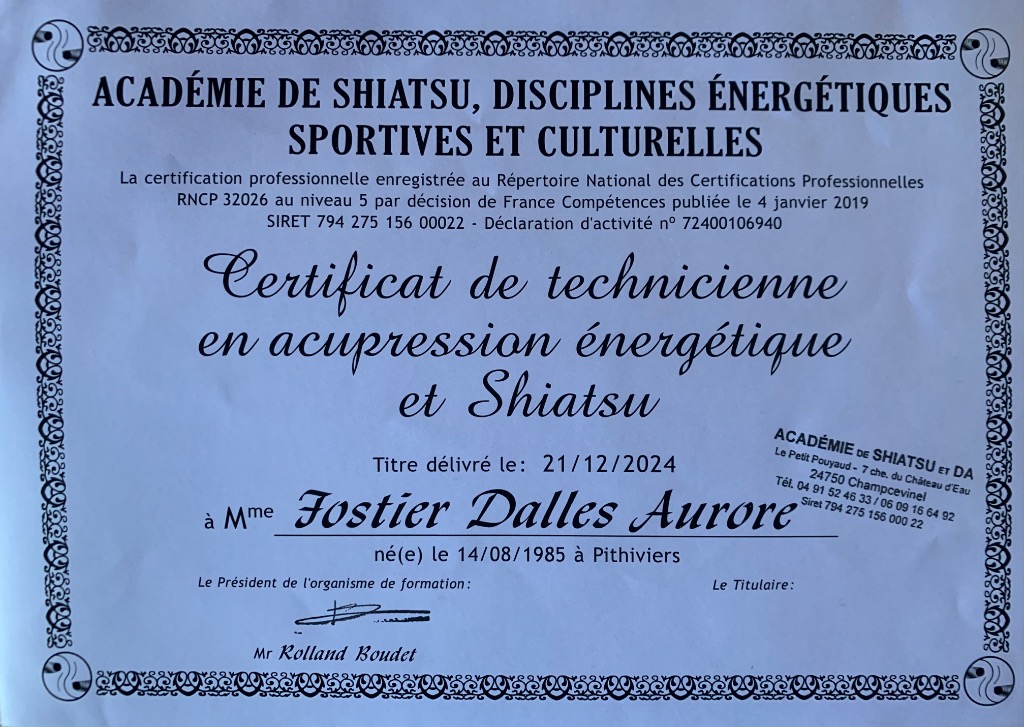 ACADÉMIE DE SHIATSU, DISCIPLINES ÉNERGÉTIQUES
SPORTIVES ET CULTURELLES
La certification professionnelle enregistrée au Répertoire National des Certifications Professionnelles
RNCP 32026 au niveau 5 par décision de France Compétences publiée le 4 janvier 2019
SIRET 794 275 156 00022 - Déclaration d'activité n° 72400106940
Certificat de technicienne
en acupression énergétique
et Shiatsu
Titre délivré le: 21/12/2024
ACADÉMIE DE SHIATSU ET DA
Le Petit Pouyaud - 7 che. du Château d'Eau
24750 Champcevinel
Tél. 04 91 52 46 33 / 06 09 16 64 92
Siret 794 275 156 000 22
à Mme Jostier Dalles Aurore
né(e) le 14/08/1985 à Pithiviers
Le Président de l'organisme de formation:
Le Titulaire:
Mr Rolland Boudet